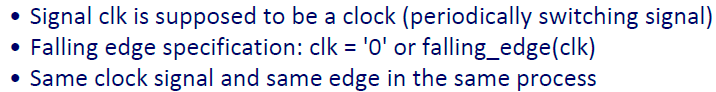 • Signal clk is supposed to be a clock (periodically switching signal)
• Falling edge specification: clk = '0' or falling_edge(clk)
• Same clock signal and same edge in the same process